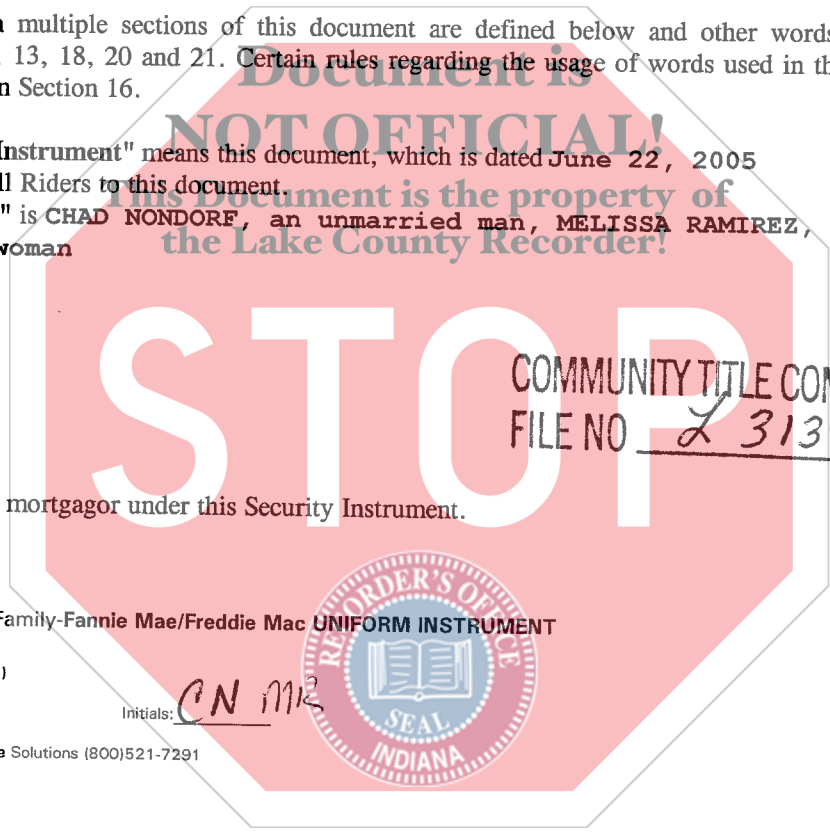 multiple sections of this document are defined below and other words
13, 18, 20 and 21. Certain rules regarding the usage of words used in th
n Section 16.
Document is
NOT OFFICIAL!
This Document is the property of
the Lake County Recorder!
Instrument" means this document, which is dated June 22, 2005
ll Riders to this document.
" is CHAD NONDORF, an unmarried man, MELISSA RAMIREZ,
woman
STOP
COMMUNITY TITLE COM
FILE NO L 313
mortgagor under this Security Instrument.
Family-Fannie Mae/Freddie Mac UNIFORM INSTRUMENT
RECORDER'S OFFICE
SEAL
INDIANA
Initials: CN MR
e Solutions (800)521-7291